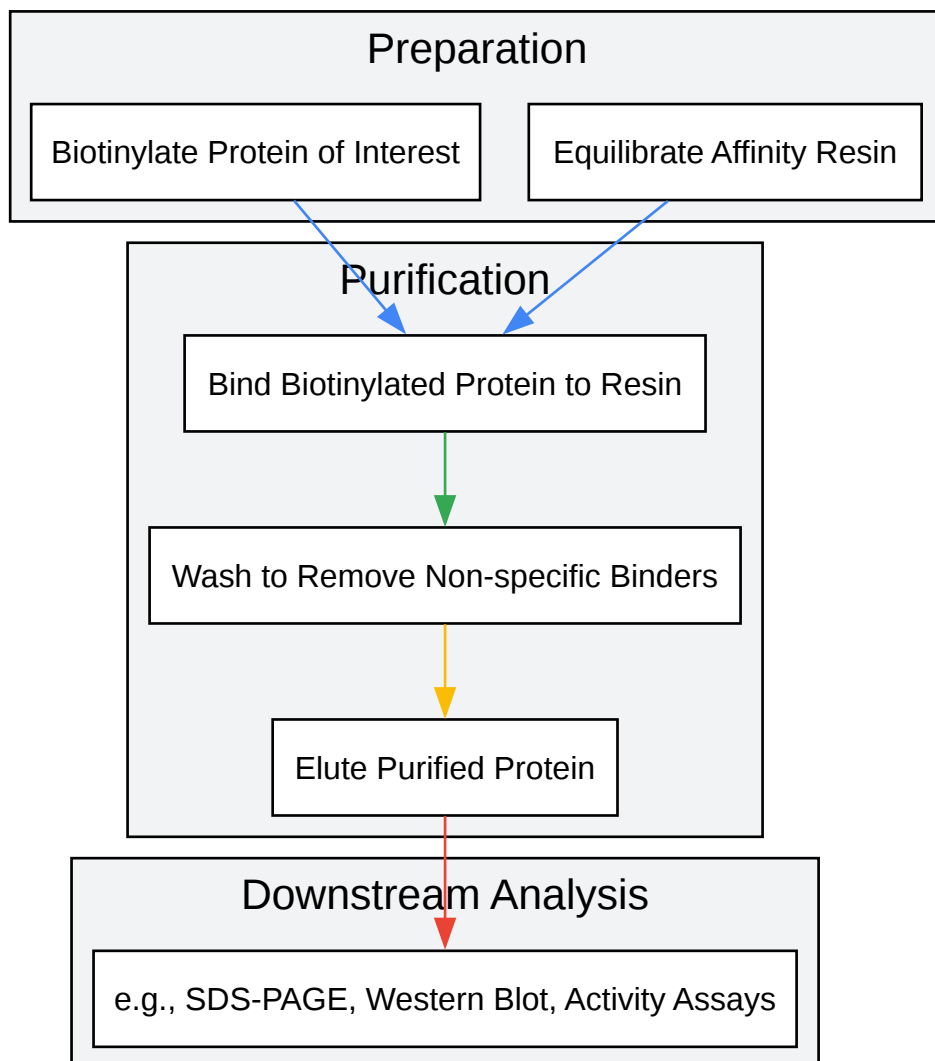 Preparation
Biotinylate Protein of Interest
Equilibrate Affinity Resin
Purification
Bind Biotinylated Protein to Resin
Wash to Remove Non-specific Binders
Elute Purified Protein
Downstream Analysis
e.g., SDS-PAGE, Western Blot, Activity Assays